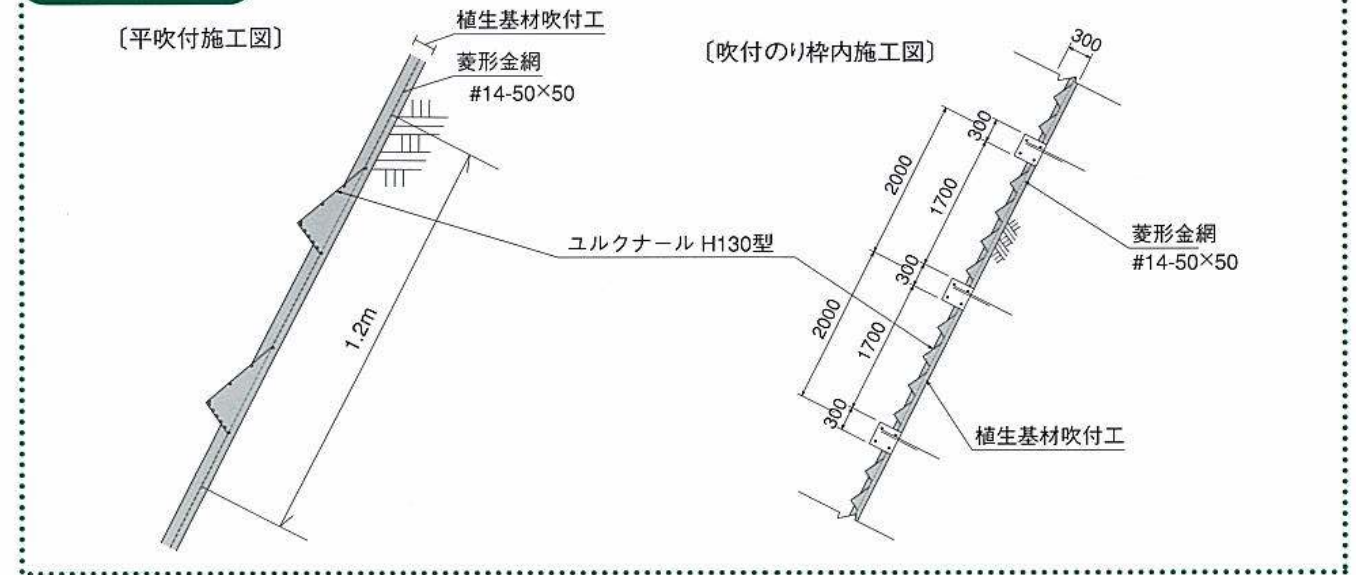 〔平吹付施工図〕
植生基材吹付工
菱形金網
#14-50×50
1.2m
ユルクナール H130型
〔吹付のり枠内施工図〕
300
300
2000
1700
300
2000
1700
300
菱形金網
#14-50×50
植生基材吹付工